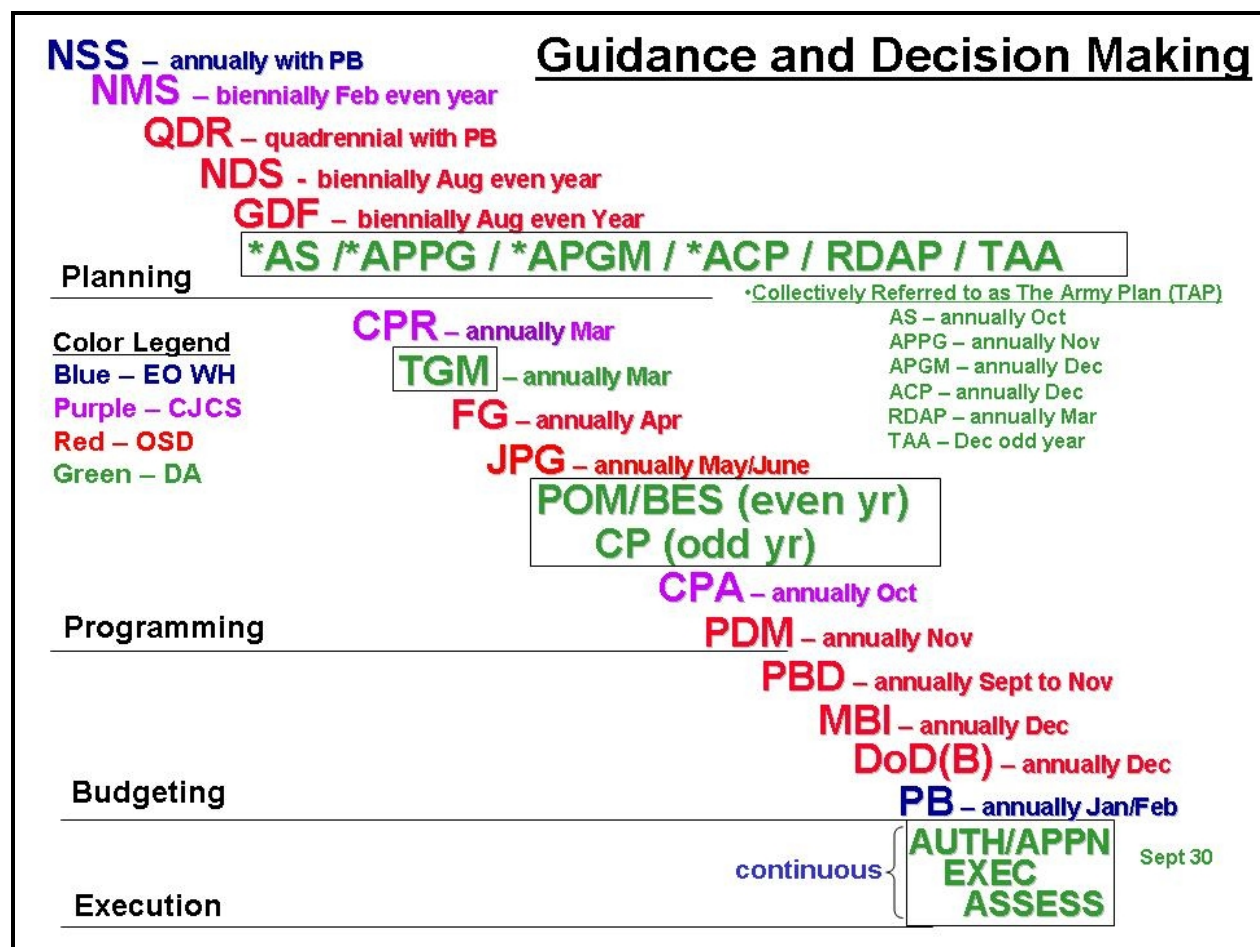 Guidance and Decision Making
NSS – annually with PB
NMS – biennially Feb even year
QDR – quadrennial with PB
NDS - biennially Aug even year
GDF – biennially Aug even Year
*AS /*APPG / *APGM / *ACP / RDAP / TAA
Planning
•Collectively Referred to as The Army Plan (TAP)
AS – annually Oct
APPG – annually Nov
APGM – annually Dec
ACP – annually Dec
RDAP – annually Mar
TAA – Dec odd year
Color Legend
Blue – EO WH
Purple – CJCS
Red – OSD
Green – DA
CPR – annually Mar
TGM – annually Mar
FG – annually Apr
JPG – annually May/June
POM/BES (even yr)
CP (odd yr)
CPA – annually Oct
Programming
PDM – annually Nov
PBD – annually Sept to Nov
MBI – annually Dec
DoD(B) – annually Dec
Budgeting
PB – annually Jan/Feb
continuous
AUTH/APPN
EXEC
ASSESS
Sept 30
Execution